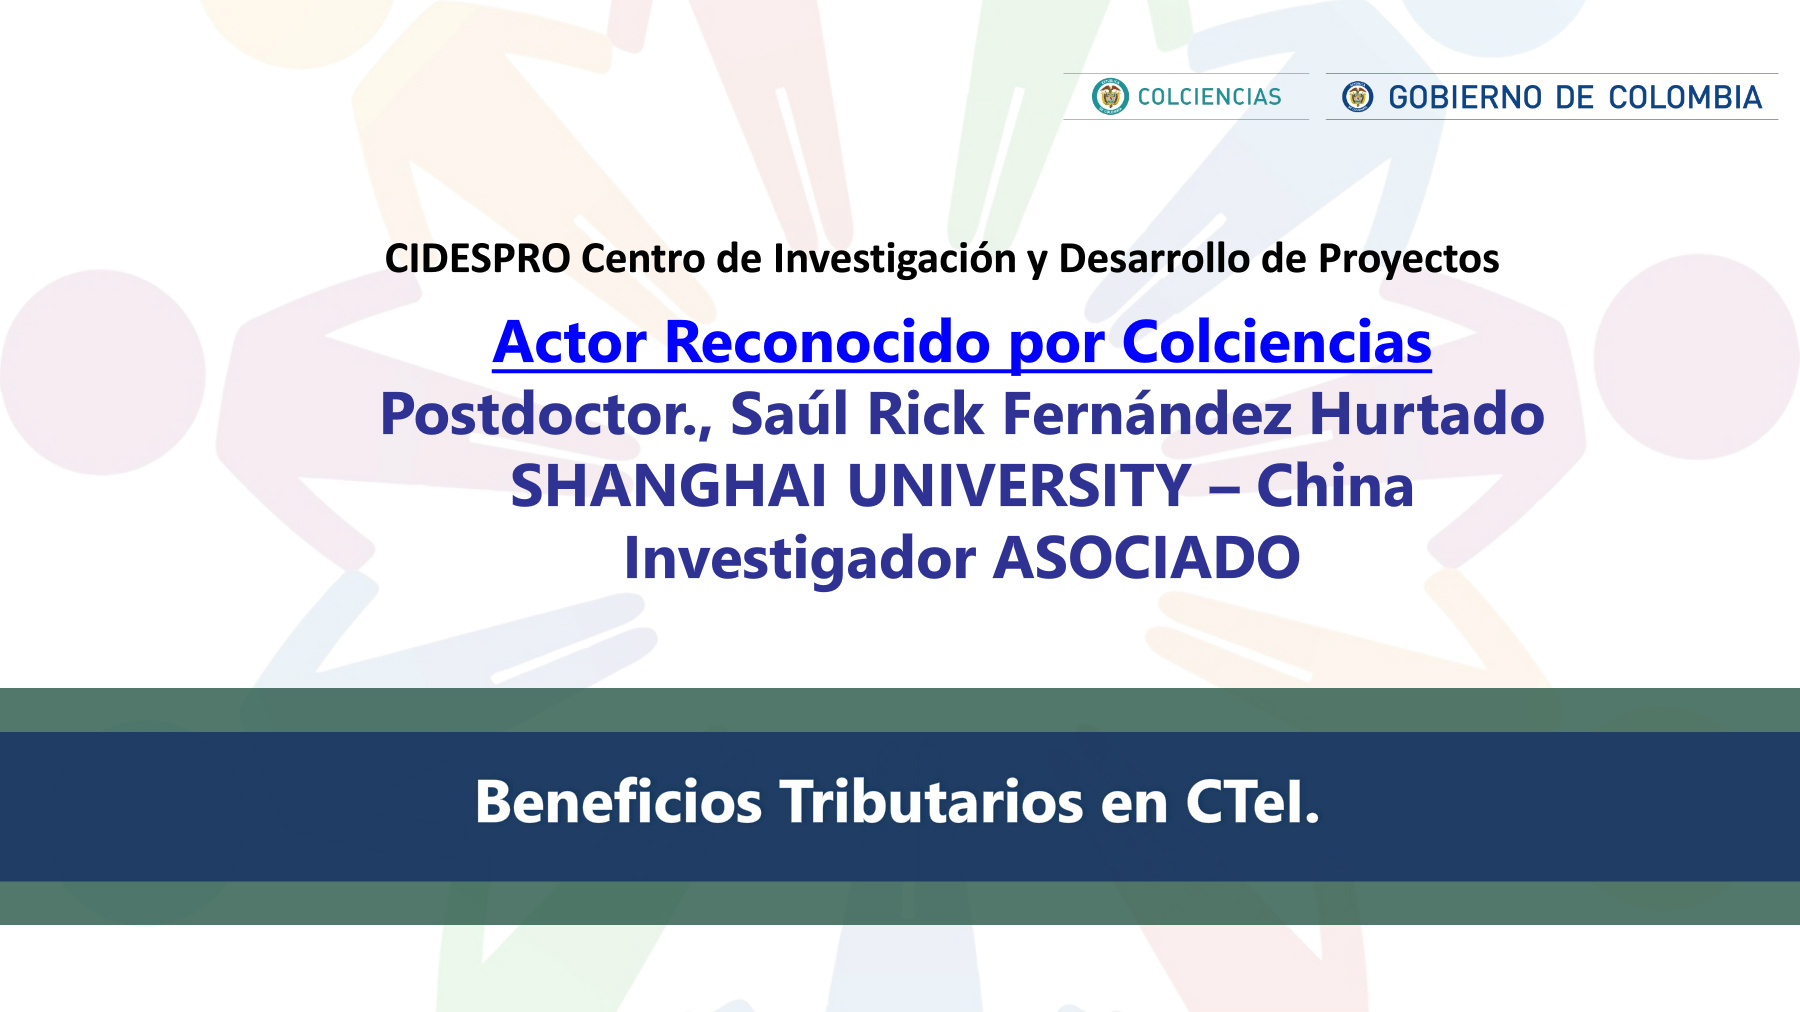 COLCIENCIAS GOBIERNO DE COLOMBIA
CIDESPRO Centro de Investigación y Desarrollo de Proyectos
Actor Reconocido por Colciencias
Postdoctor., Saúl Rick Fernández Hurtado
SHANGHAI UNIVERSITY – China
Investigador ASOCIADO
Beneficios Tributarios en CTeI.